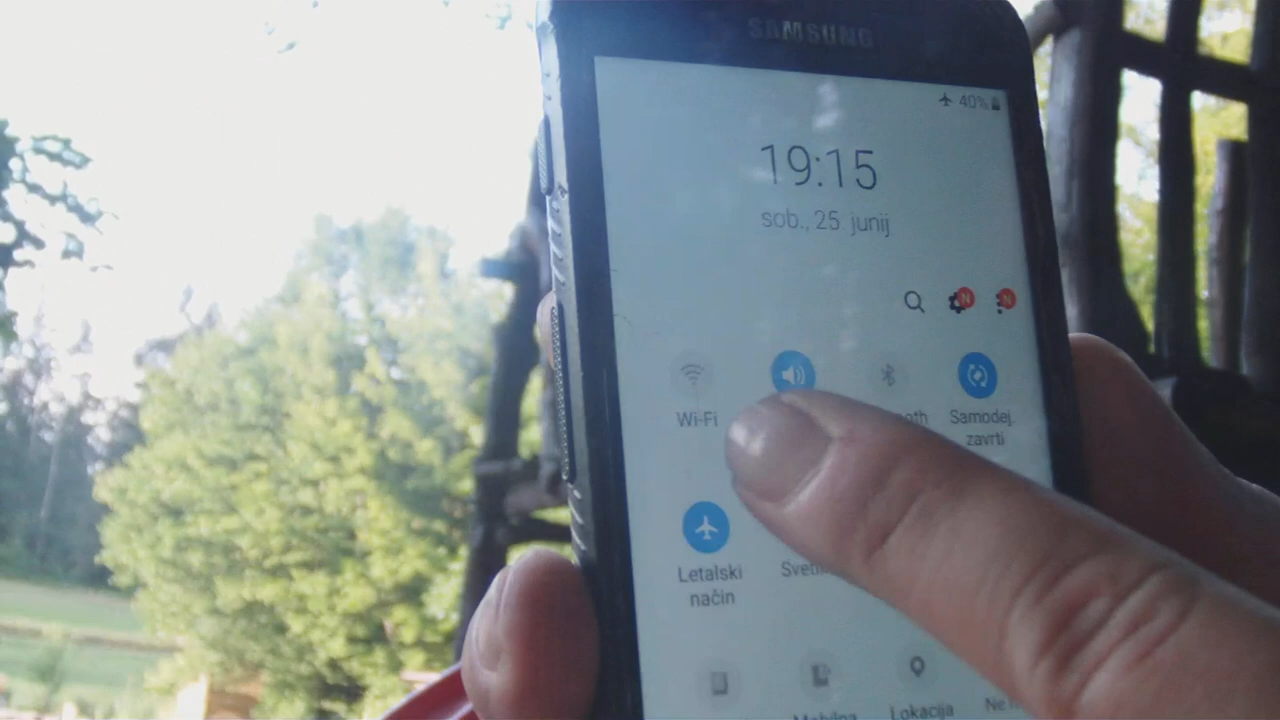 SAMSUNG
40%
19:15
sob., 25. junij
N N
Wi-Fi
Samodej.
zavrti
Letalski
način
Lokacija